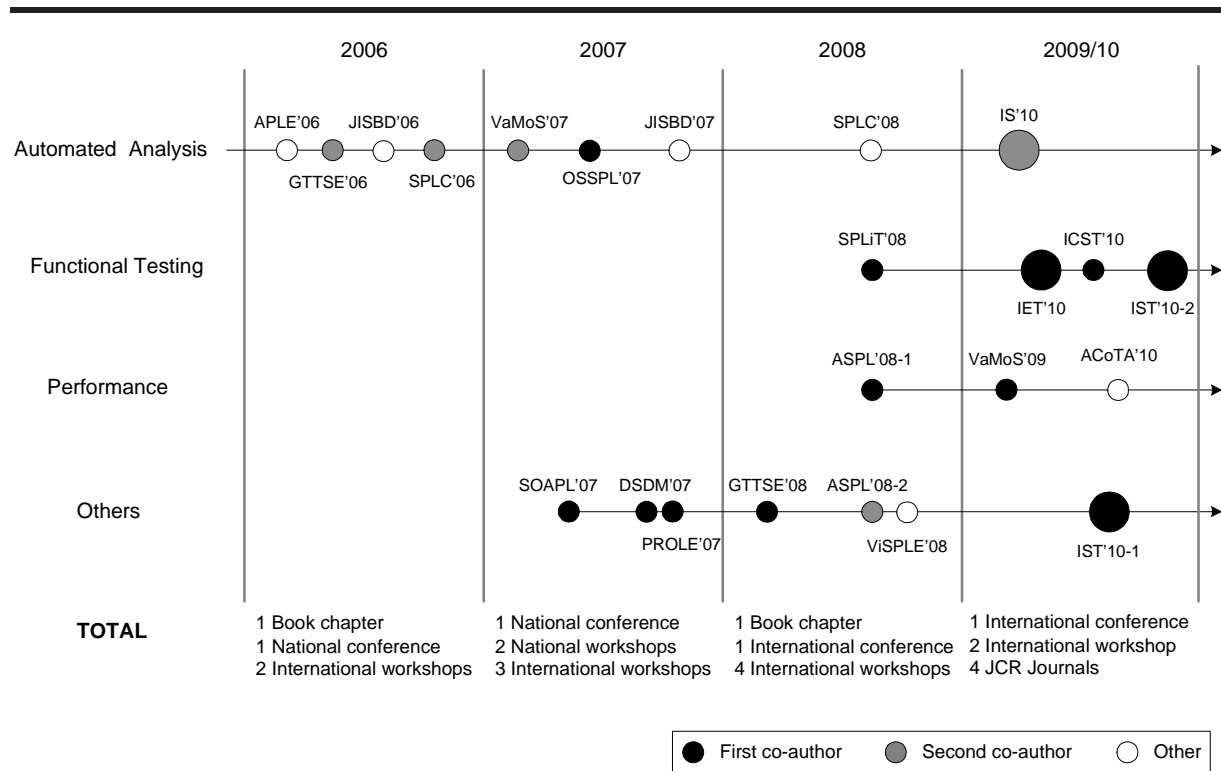 2006 2007 2008 2009/10
APLE'06 JISBD'06 VaMoS'07 JISBD'07 SPLC'08 IS'10
Automated Analysis
GTTSE'06 SPLC'06 OSSPL'07
SPLiT'08 ICST'10
Functional Testing
IET'10 IST'10-2
ASPL'08-1 VaMoS'09 ACoTA'10
Performance
SOAPL'07 DSDM'07 GTTSE'08 ASPL'08-2
Others
PROLE'07 ViSPLE'08 IST'10-1
TOTAL
1 Book chapter
1 National conference
2 International workshops
1 National conference
2 National workshops
3 International workshops
1 Book chapter
1 International conference
4 International workshops
1 International conference
2 International workshop
4 JCR Journals
First co-author Second co-author Other